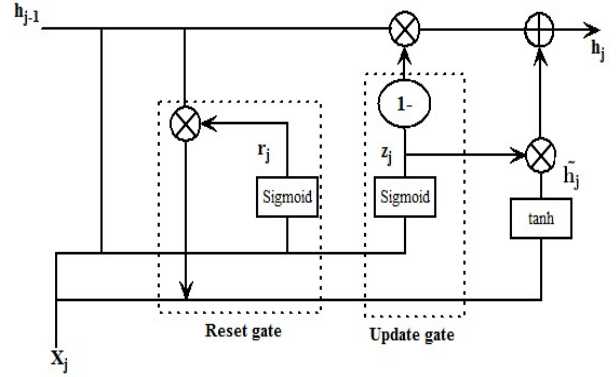 h_{j-1}
h_j
1-
r_j
z_j
h̃_j
Sigmoid
Sigmoid
tanh
Reset gate
Update gate
X_j